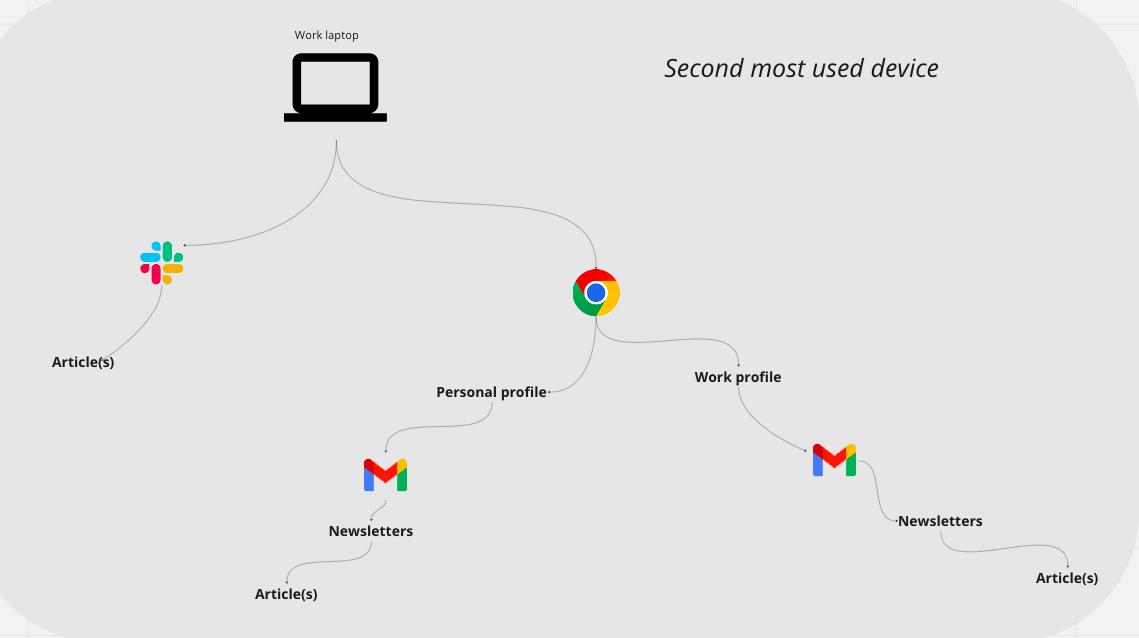 Work laptop
Second most used device
Article(s)
Personal profile
Work profile
Newsletters
Article(s)
Newsletters
Article(s)